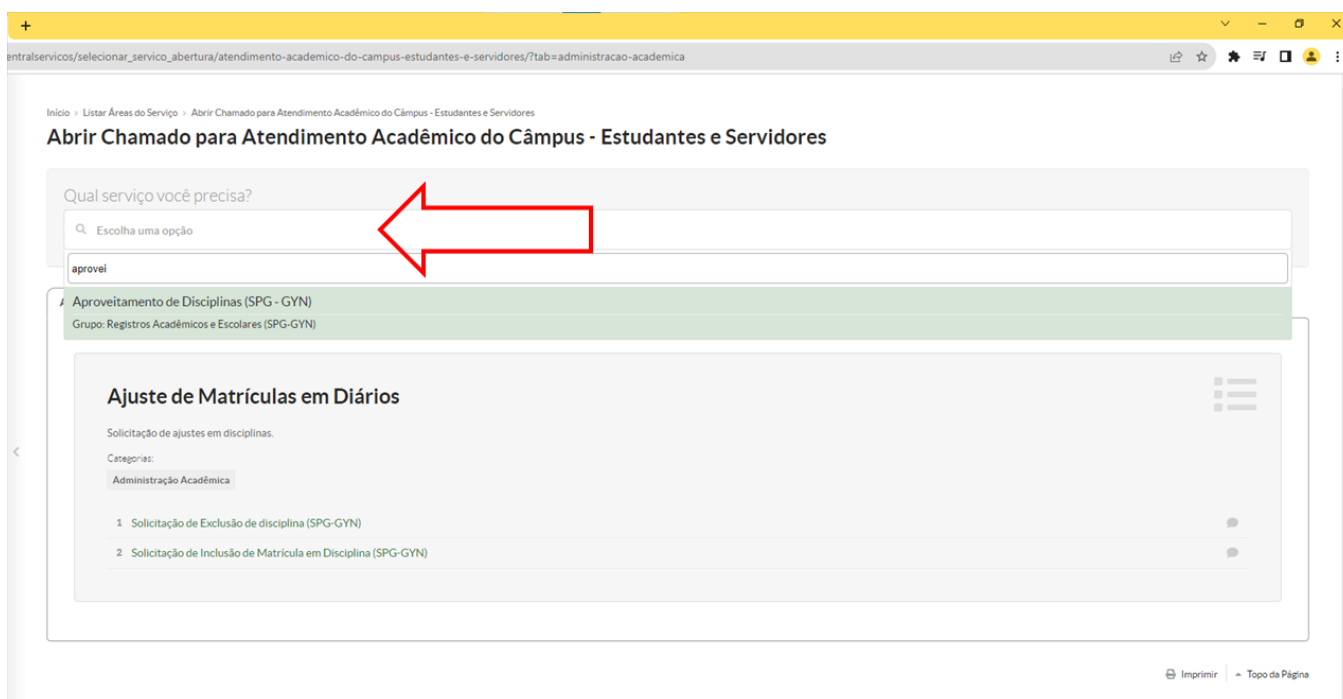 entralservicos/selecionar_servico_abertura/atendimento-academico-do-campus-estudantes-e-servidores/?tab=administracao-academica
Início > Listar Áreas do Serviço > Abrir Chamado para Atendimento Acadêmico do Câmpus - Estudantes e Servidores
Abrir Chamado para Atendimento Acadêmico do Câmpus - Estudantes e Servidores
Qual serviço você precisa?
Escolha uma opção
aprovei
Aproveitamento de Disciplinas (SPG - GYN)
Grupo: Registros Acadêmicos e Escolares (SPG-GYN)
Ajuste de Matrículas em Diários
Solicitação de ajustes em disciplinas.
Categorias:
Administração Acadêmica
1 Solicitação de Exclusão de disciplina (SPG-GYN)
2 Solicitação de Inclusão de Matrícula em Disciplina (SPG-GYN)
Imprimir Topo da Página